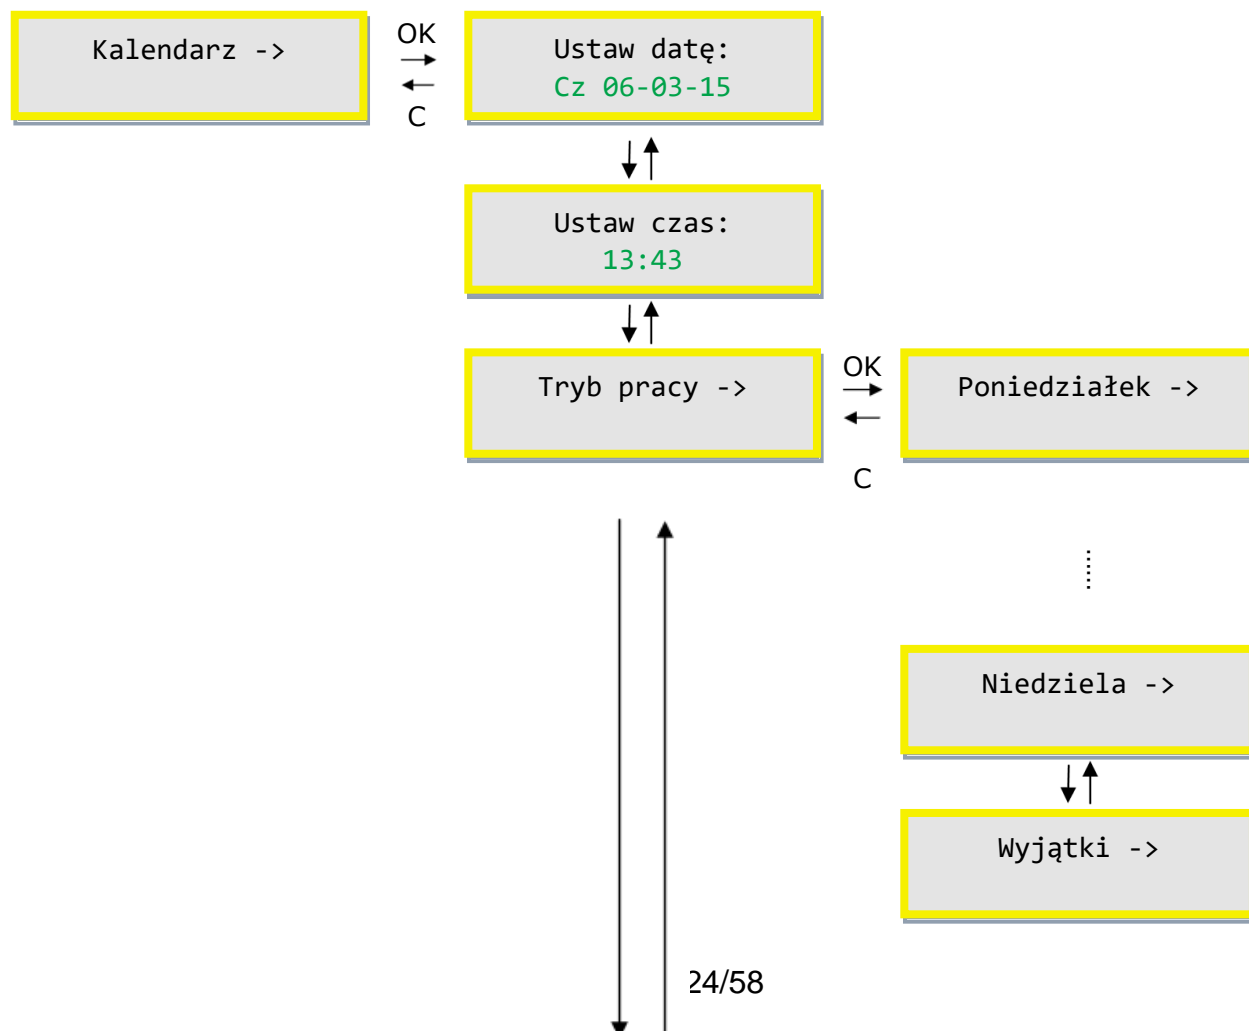 Kalendarz ->
OK
C
Ustaw datę:
Cz 06-03-15
Ustaw czas:
13:43
Tryb pracy ->
OK
C
Poniedziałek ->
Niedziela ->
Wyjątki ->
24/58